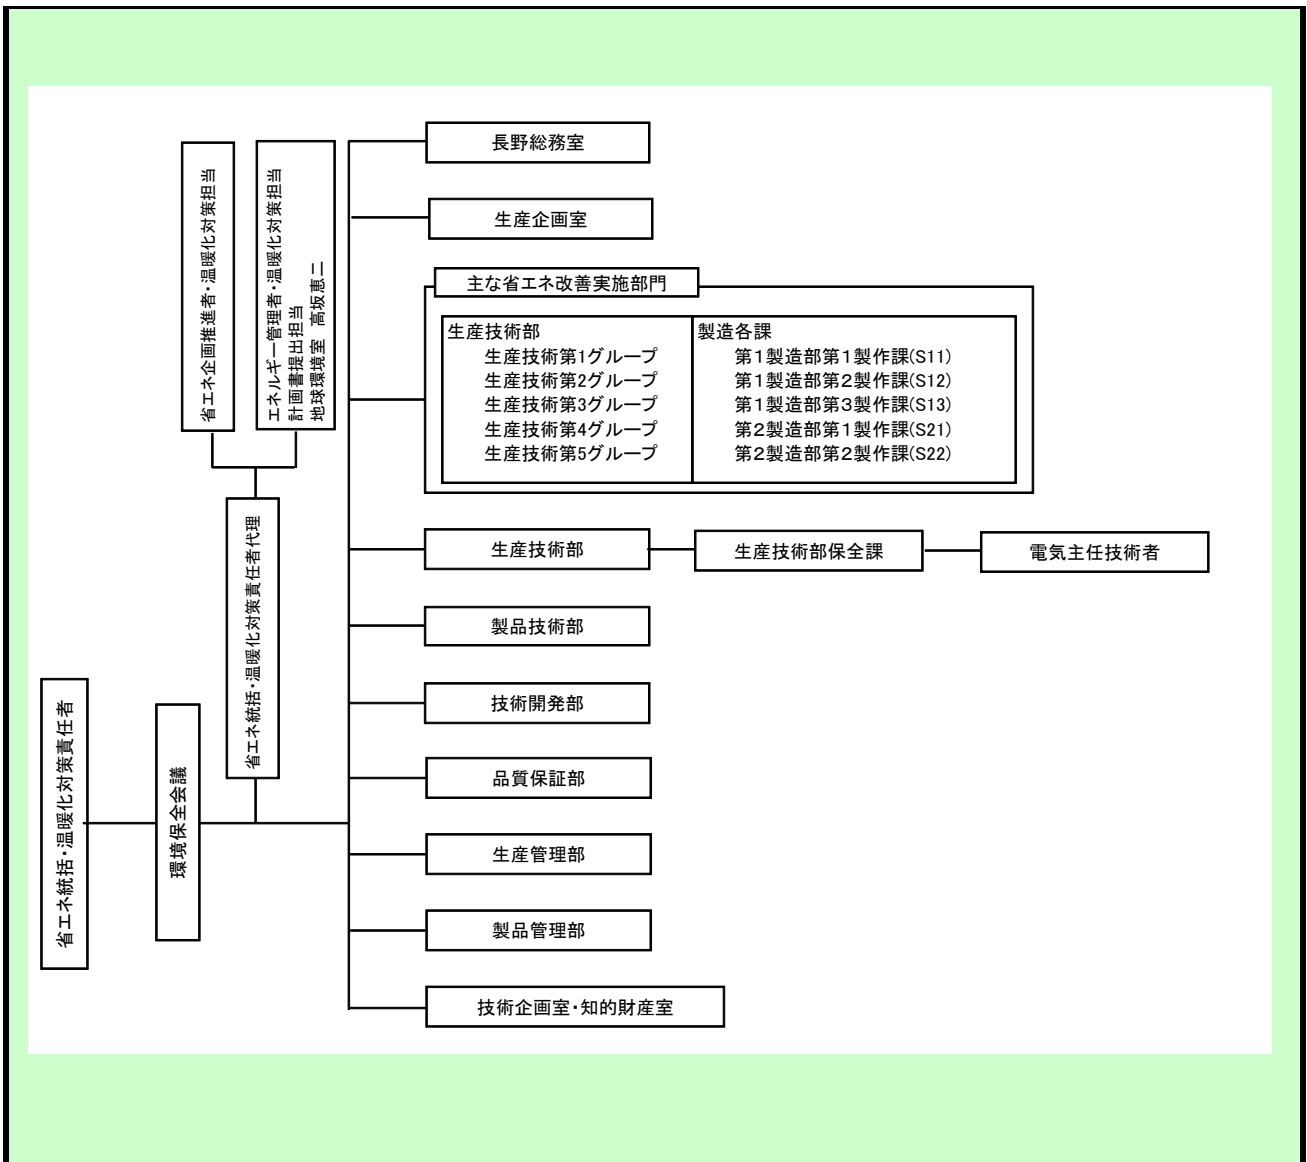 省エネ統括・温暖化対策責任者
環境保全会議
省エネ統括・温暖化対策責任者代理
省エネ企画推進者・温暖化対策担当
エネルギー管理者・温暖化対策担当
計画書提出担当
地球環境室 高坂恵二
長野総務室
生産企画室
主な省エネ改善実施部門
生産技術部
生産技術第1グループ
生産技術第2グループ
生産技術第3グループ
生産技術第4グループ
生産技術第5グループ
製造各課
第1製造部第1製作課(S11)
第1製造部第2製作課(S12)
第1製造部第3製作課(S13)
第2製造部第1製作課(S21)
第2製造部第2製作課(S22)
生産技術部
生産技術部保全課
電気主任技術者
製品技術部
技術開発部
品質保証部
生産管理部
製品管理部
技術企画室・知的財産室